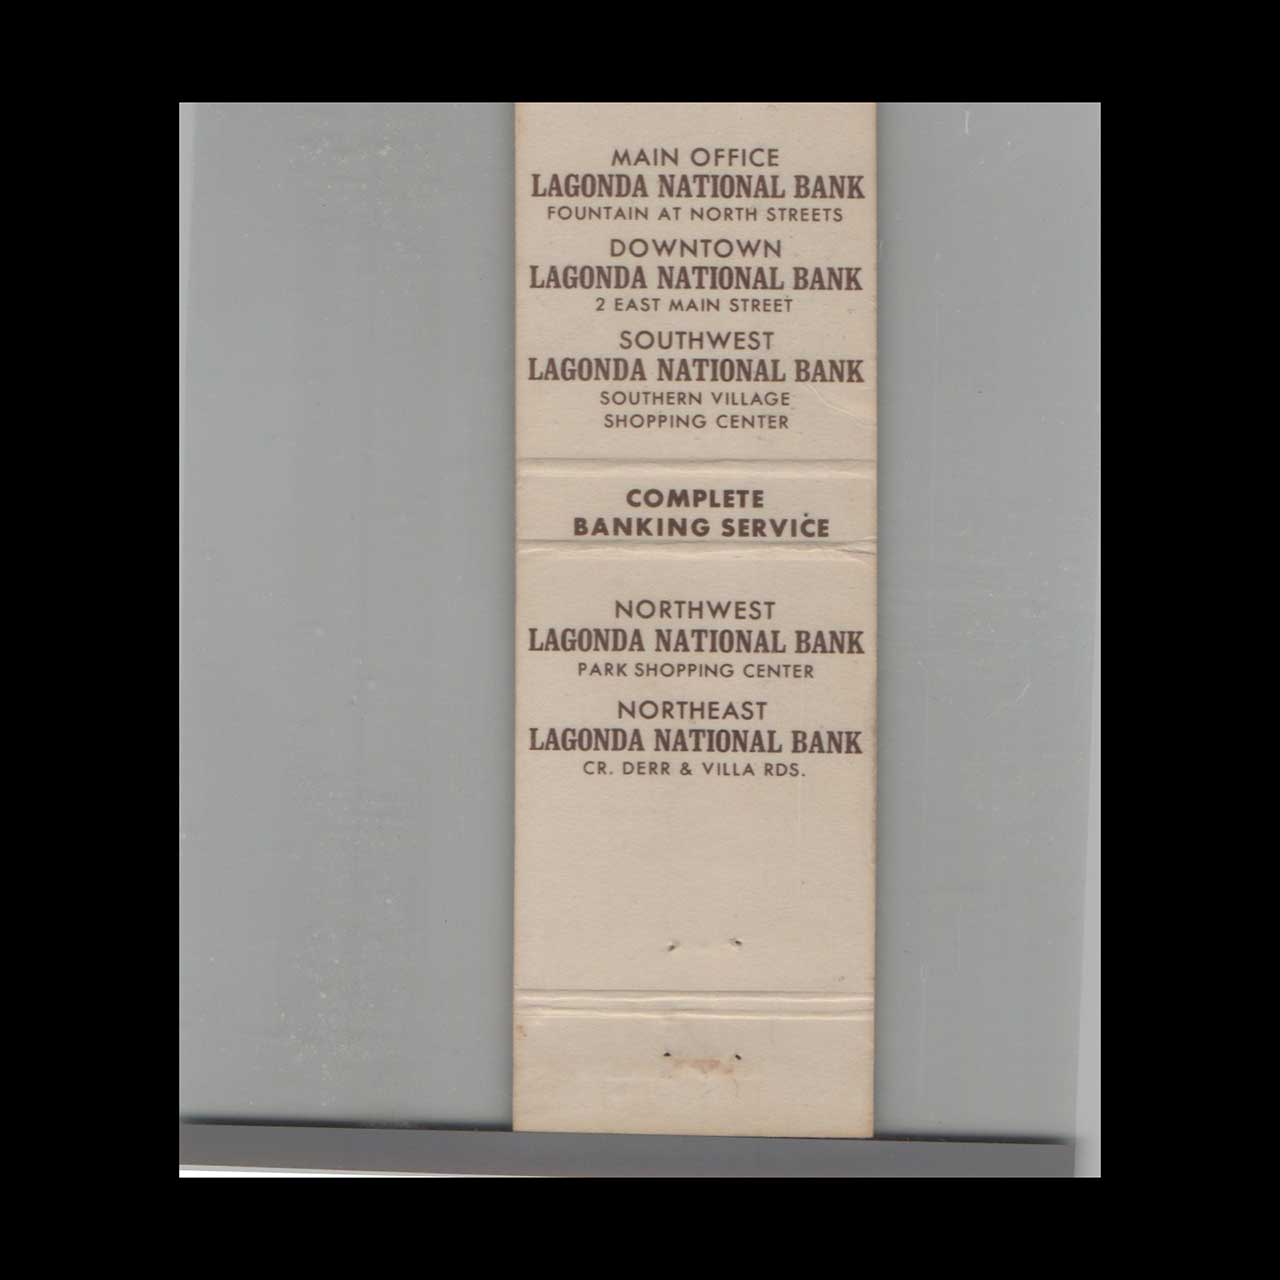 MAIN OFFICE
LAGONDA NATIONAL BANK
FOUNTAIN AT NORTH STREETS
DOWNTOWN
LAGONDA NATIONAL BANK
2 EAST MAIN STREET
SOUTHWEST
LAGONDA NATIONAL BANK
SOUTHERN VILLAGE
SHOPPING CENTER
COMPLETE
BANKING SERVICE
NORTHWEST
LAGONDA NATIONAL BANK
PARK SHOPPING CENTER
NORTHEAST
LAGONDA NATIONAL BANK
CR. DERR & VILLA RDS.